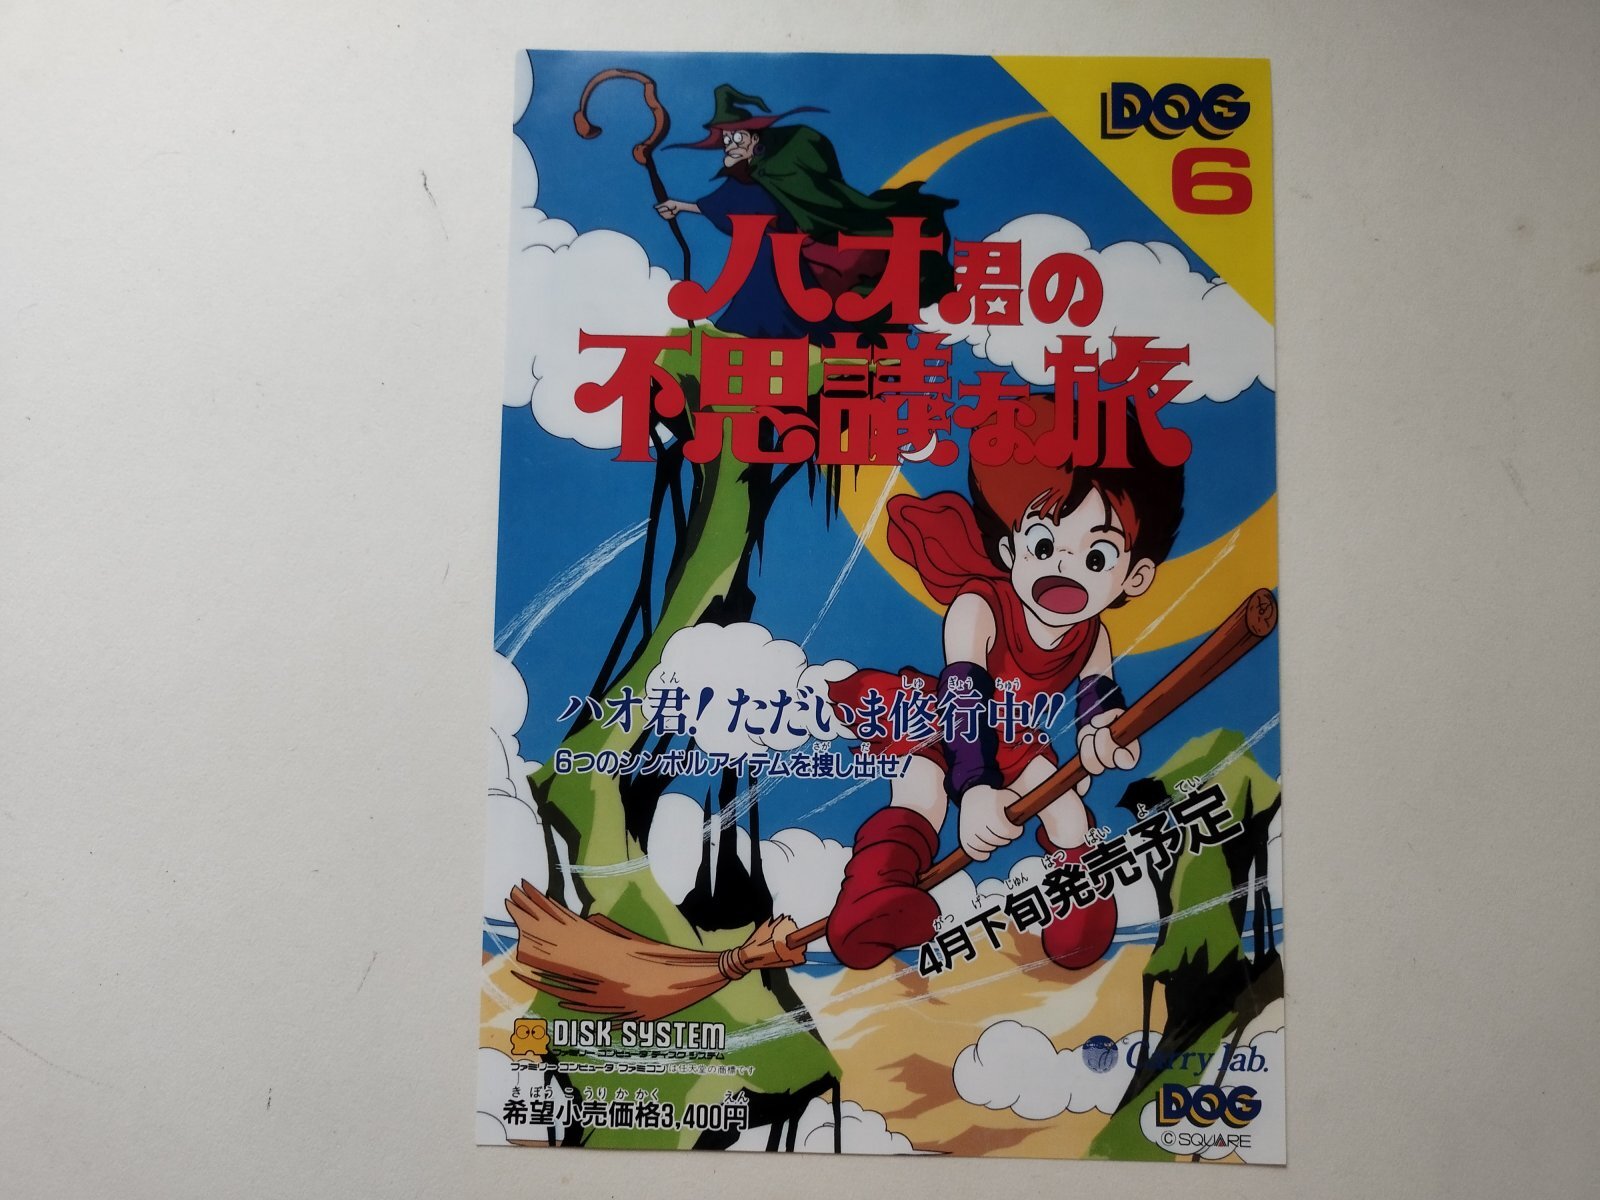 DOG
6
ハオ君の
不思議な旅
ハオ君!ただいま修行中!!
6つのシンボルアイテムを捜し出せ!
4月下旬発売予定
DISK SYSTEM
ファミリーコンピュータ ディスクシステム
ファミリーコンピュータ・ファミコンは任天堂の商標です
希望小売価格3,400円
© Carry lab.
DOG
© SQUARE